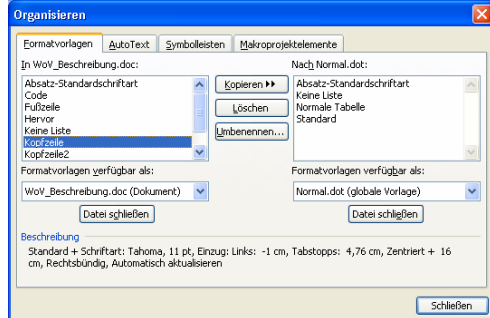 Organisieren
Formatvorlagen AutoText Symbolleisten Makroprojektelemente
In WoV_Beschreibung.doc: Nach Normal.dot:
Absatz-Standardschriftart
Code
Fußzeile
Hervor
Keine Liste
Kopfzeile
Kopfzeile2
Kopieren
Löschen
Umbenennen...
Absatz-Standardschriftart
Keine Liste
Normale Tabelle
Standard
Formatvorlagen verfügbar als: Formatvorlagen verfügbar als:
WoV_Beschreibung.doc (Dokument) Normal.dot (globale Vorlage)
Datei schließen Datei schließen
Beschreibung
Standard + Schriftart: Tahoma, 11 pt, Einzug: Links: -1 cm, Tabstopps: 4,76 cm, Zentriert + 16
cm, Rechtsbündig, Automatisch aktualisieren
Schließen